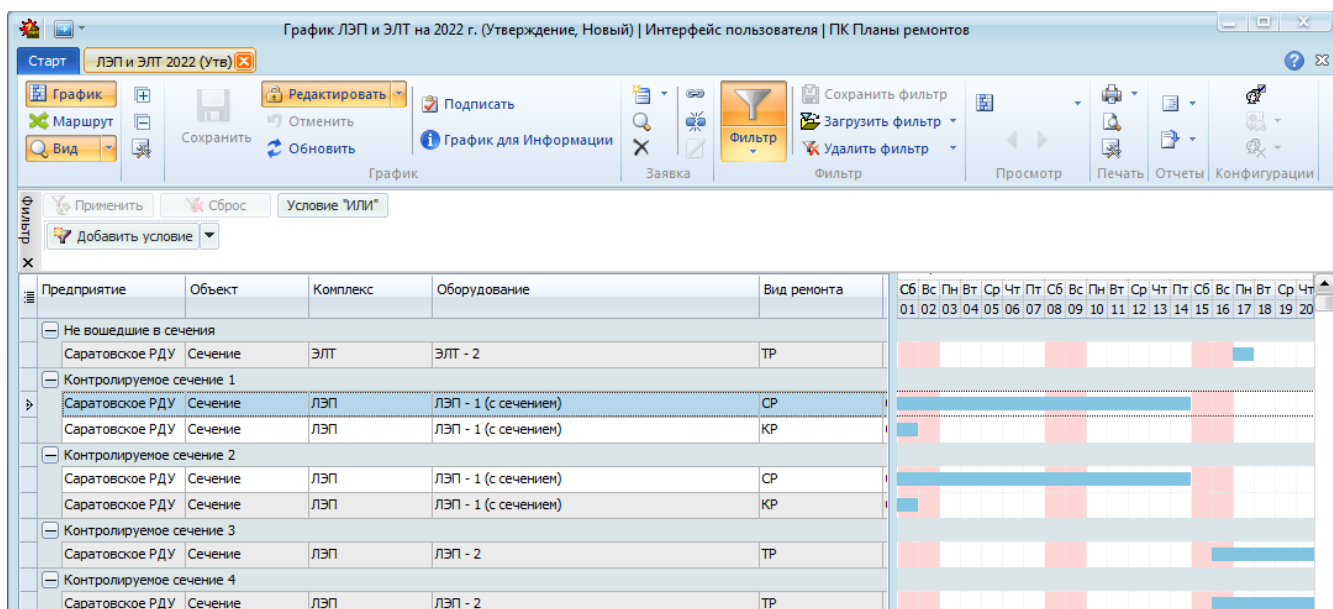 График ЛЭП и ЭЛТ на 2022 г. (Утверждение, Новый) | Интерфейс пользователя | ПК Планы ремонтов
Старт ЛЭП и ЭЛТ 2022 (Утв)
График Редактировать Подписать Сохранить фильтр
Маршрут Сохранить Отменить Фильтр Загрузить фильтр
Вид Обновить График для Информации Удалить фильтр
График Заявка Фильтр Просмотр Печать Отчеты Конфигурации
Фильтр
Применить Сброс Условие "ИЛИ"
Добавить условие
Предприятие Объект Комплекс Оборудование Вид ремонта Сб Вс Пн Вт Ср Чт Пт Сб Вс Пн Вт Ср Чт Пт Сб Вс Пн Вт Ср Чт
01 02 03 04 05 06 07 08 09 10 11 12 13 14 15 16 17 18 19 20
Не вошедшие в сечения
Саратовское РДУ Сечение ЭЛТ ЭЛТ - 2 ТР
Контролируемое сечение 1
Саратовское РДУ Сечение ЛЭП ЛЭП - 1 (с сечением) СР
Саратовское РДУ Сечение ЛЭП ЛЭП - 1 (с сечением) КР
Контролируемое сечение 2
Саратовское РДУ Сечение ЛЭП ЛЭП - 1 (с сечением) СР
Саратовское РДУ Сечение ЛЭП ЛЭП - 1 (с сечением) КР
Контролируемое сечение 3
Саратовское РДУ Сечение ЛЭП ЛЭП - 2 ТР
Контролируемое сечение 4
Саратовское РДУ Сечение ЛЭП ЛЭП - 2 ТР